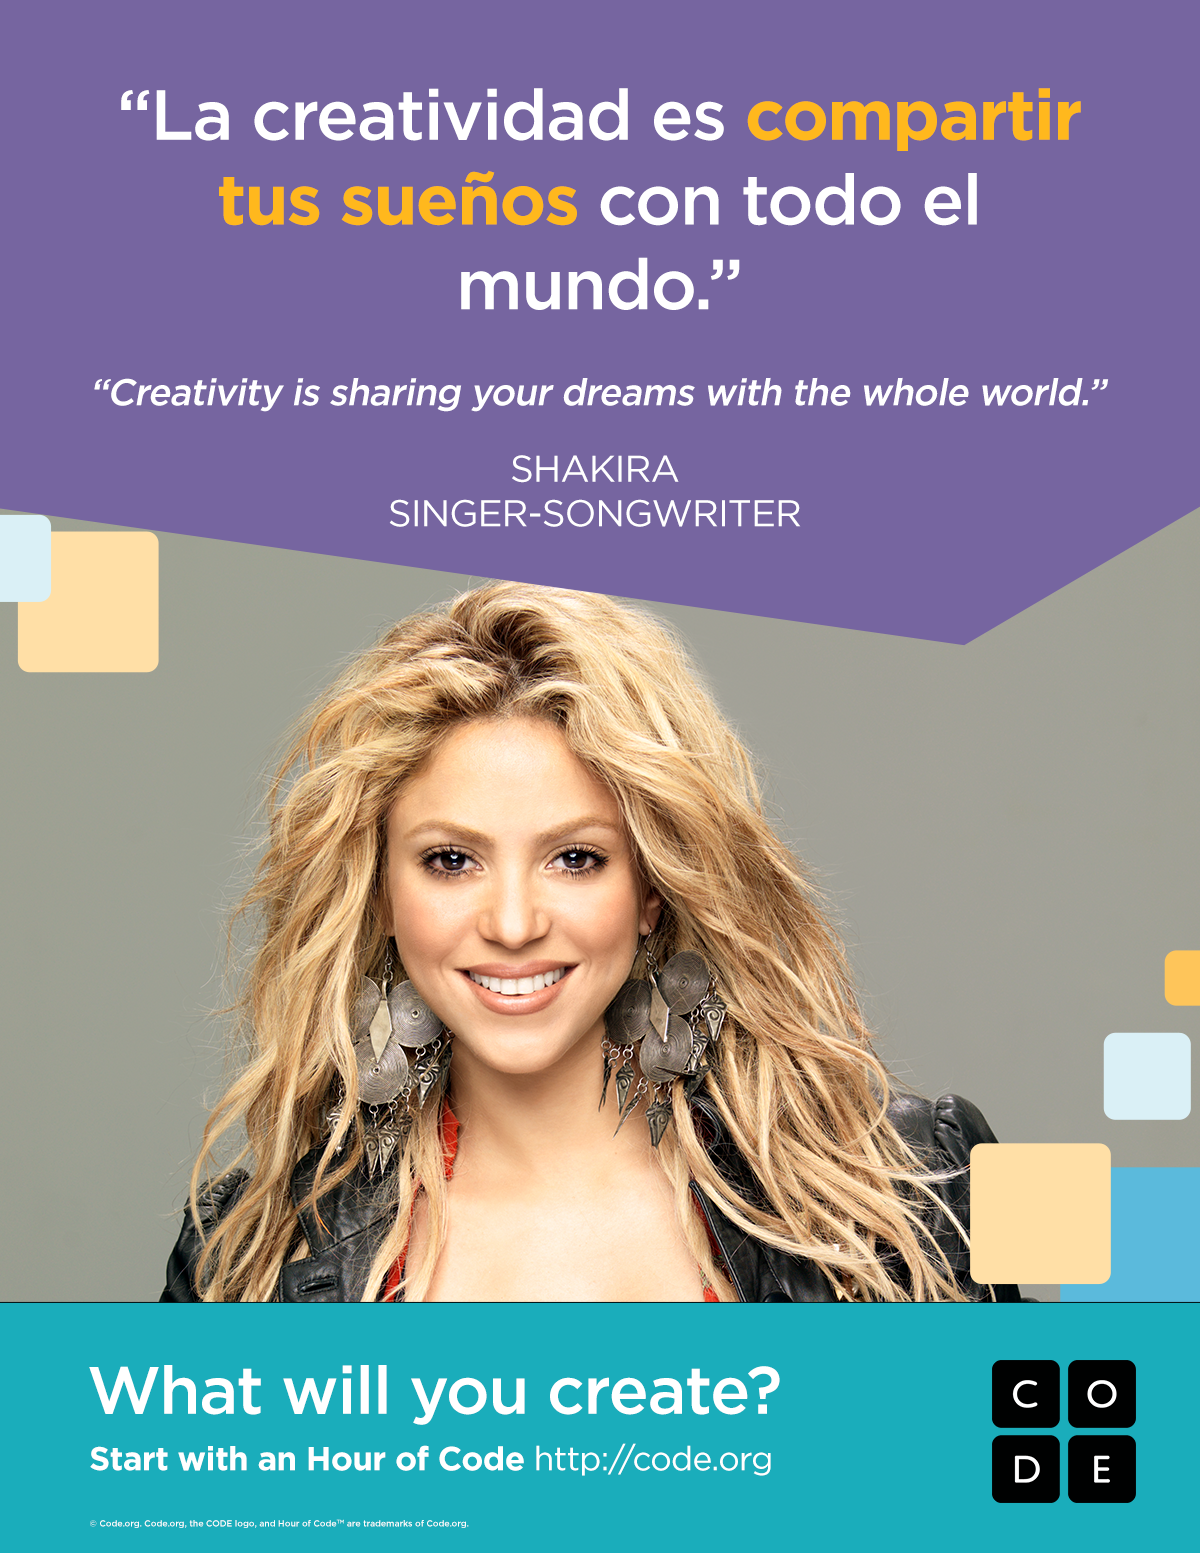 “La creatividad es compartir
tus sueños con todo el
mundo.”
“Creativity is sharing your dreams with the whole world.”
SHAKIRA
SINGER-SONGWRITER
What will you create?
Start with an Hour of Code http://code.org
© Code.org. Code.org, the CODE logo, and Hour of Code™ are trademarks of Code.org.
C O
D E